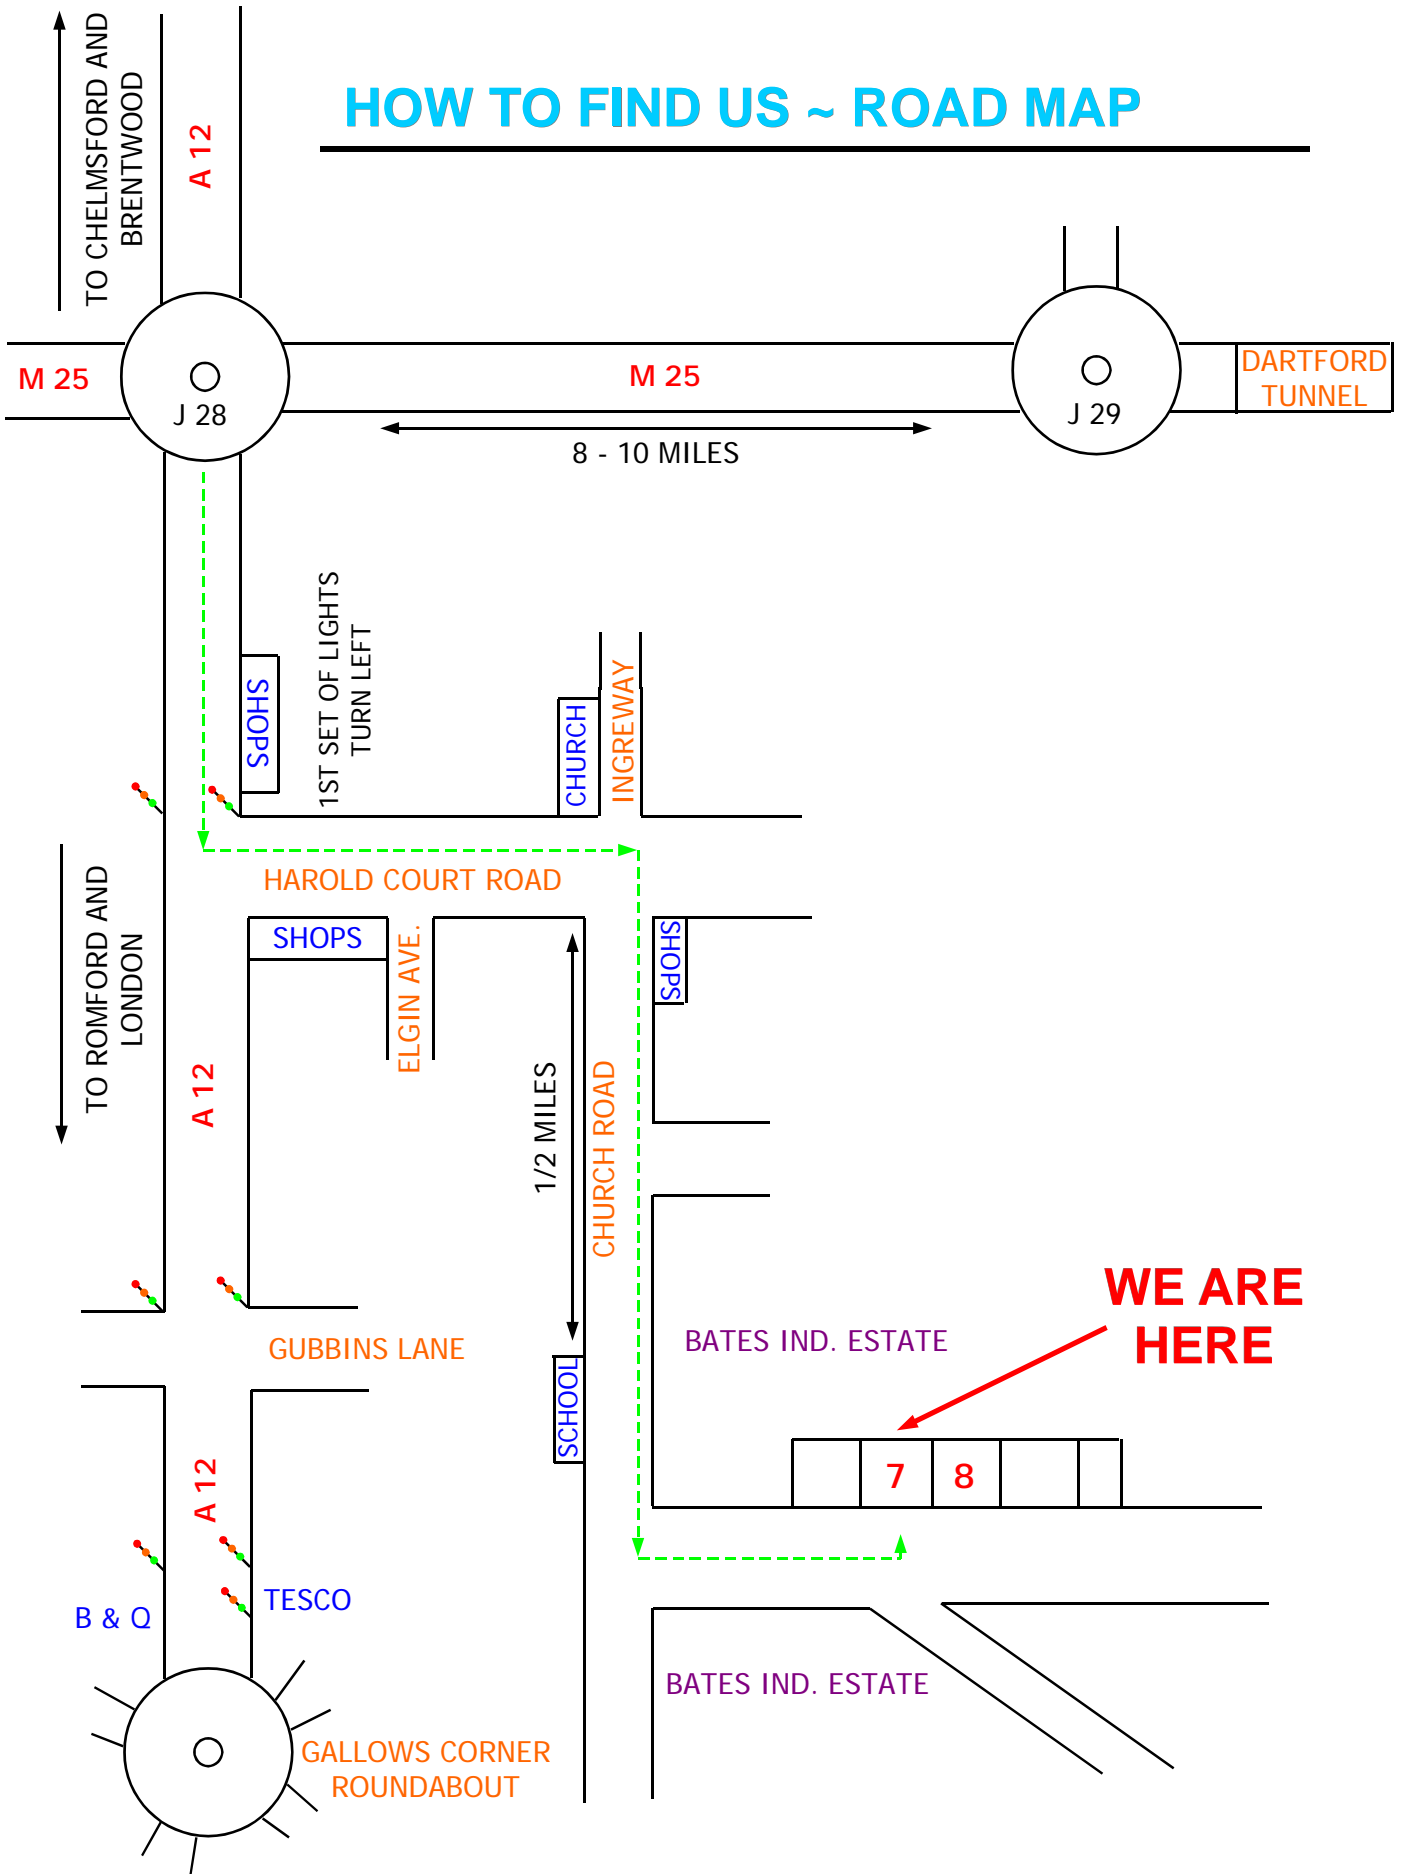 HOW TO FIND US ~ ROAD MAP
TO CHELMSFORD AND
BRENTWOOD
A 12
M 25
J 28
M 25
J 29
DARTFORD
TUNNEL
8 - 10 MILES
1ST SET OF LIGHTS
TURN LEFT
SHOPS
CHURCH
INGREWAY
HAROLD COURT ROAD
TO ROMFORD AND
LONDON
SHOPS
ELGIN AVE.
SHOPS
A 12
1/2 MILES
CHURCH ROAD
GUBBINS LANE
BATES IND. ESTATE
WE ARE
HERE
SCHOOL
7
8
A 12
B & Q
TESCO
BATES IND. ESTATE
GALLOWS CORNER
ROUNDABOUT